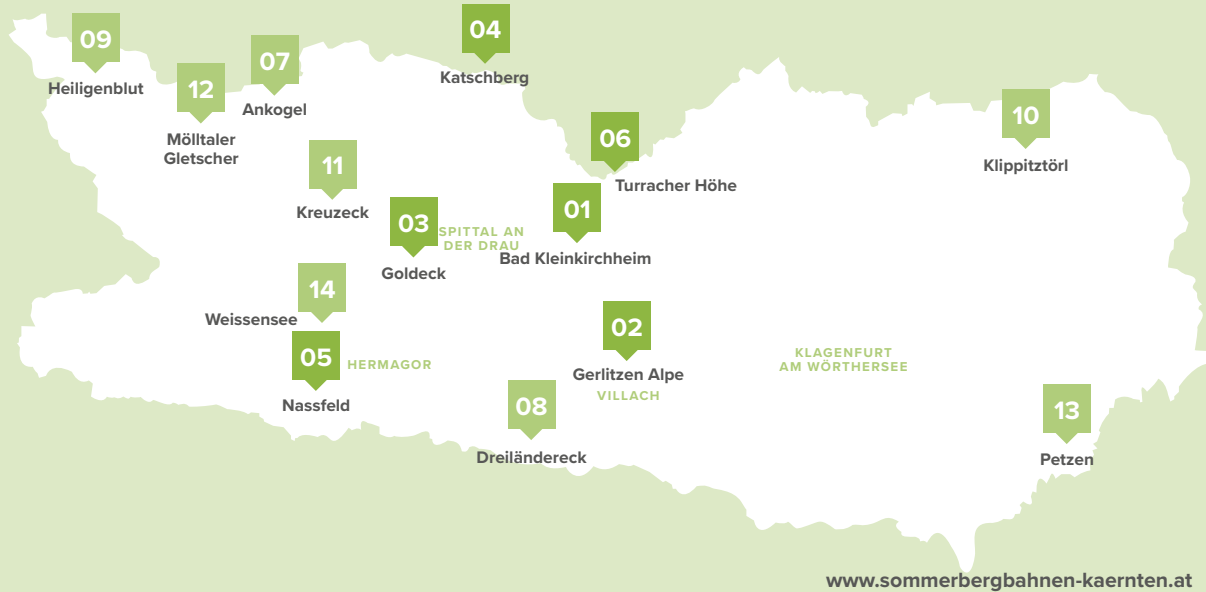 09
Heiligenblut
12
Mölltaler
Gletscher
07
Ankogel
04
Katschberg
11
Kreuzeck
06
Turracher Höhe
10
Klippitztörl
03
Goldeck
SPITTAL AN
DER DRAU
01
Bad Kleinkirchheim
14
Weissensee
05
Nassfeld
HERMAGOR
02
Gerlitzen Alpe
VILLACH
KLAGENFURT
AM WÖRTHERSEE
08
Dreiländereck
13
Petzen
www.sommerbergbahnen-kaernten.at